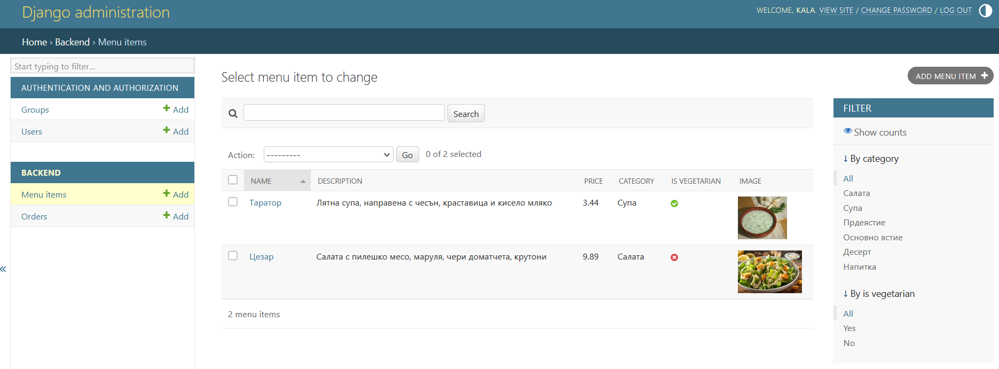 Django administration
WELCOME, KALA. VIEW SITE / CHANGE PASSWORD / LOG OUT
Home › Backend › Menu items
Start typing to filter...
AUTHENTICATION AND AUTHORIZATION
Groups
Add
Users
Add
BACKEND
Menu items
Add
Orders
Add
«
Select menu item to change
ADD MENU ITEM
Search
Action:
---------
Go
0 of 2 selected
NAME DESCRIPTION PRICE CATEGORY IS VEGETARIAN IMAGE
Таратор Лятна супа, направена с чесън, краставица и кисело мляко 3.44 Супа
Цезар Салата с пилешко месо, маруля, чери доматчета, крутони 9.89 Салата
2 menu items
FILTER
Show counts
↓ By category
All
Салата
Супа
Прдеястие
Основно ястие
Десерт
Напитка
↓ By is vegetarian
All
Yes
No